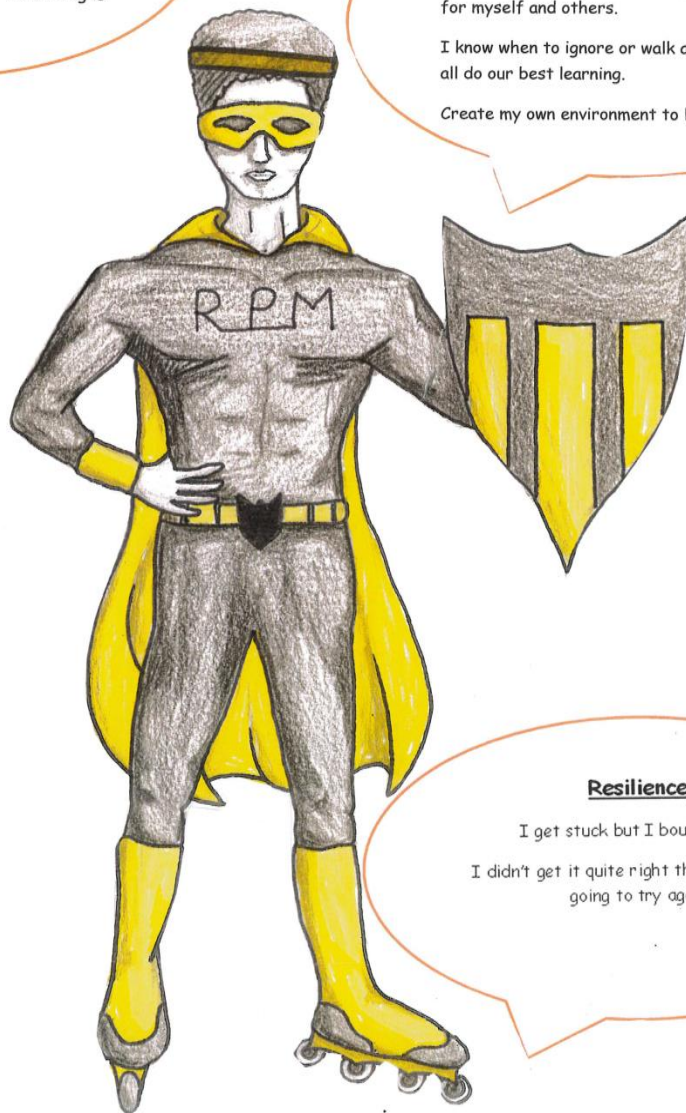 for myself and others.
I know when to ignore or walk
all do our best learning.
Create my own environment to
RPM
Resilience
I get stuck but I
I didn't get it quite right
going to try